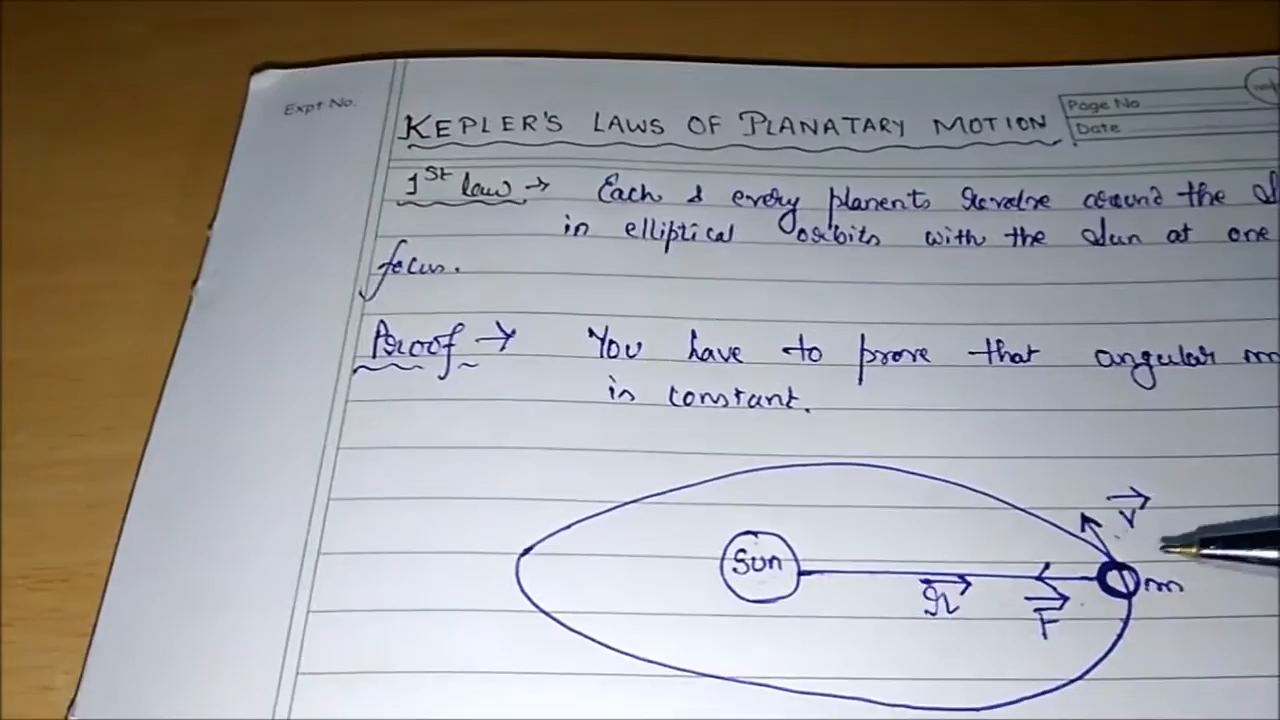 Expt No.
Page No
Date
KEPLER'S LAWS OF PLANATARY MOTION
1st law → Each & every planents revolve around the
in elliptical orbits with the Sun at one
focus.
Proof → You have to prove that angular
is constant.
V
Sun
r
F
m